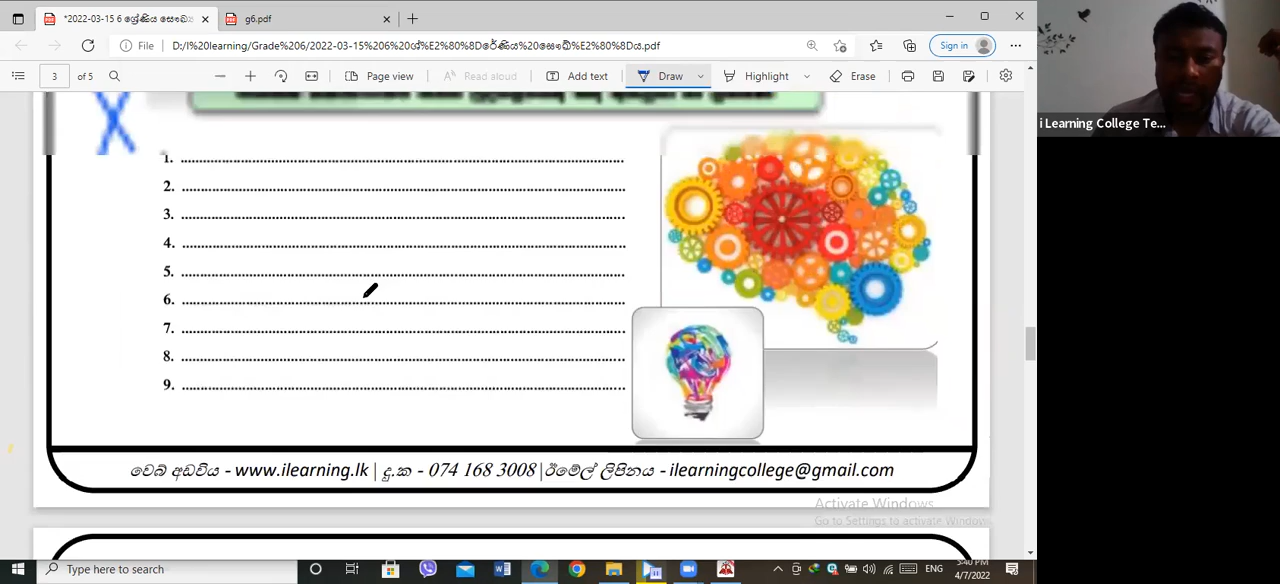 *2022-03-15 6 ශ්‍රේණිය සෞඛ්‍ය
g6.pdf
File
D:/I%20learning/Grade%206/2022-03-15%206%20ශ්%E2%80%8Dරේණිය%20සෞඛ්%E2%80%8Dය.pdf
Sign in
3 of 5
Page view
Read aloud
Add text
Draw
Highlight
Erase
i Learning College Te...
1. ....................
2. ....................
3. ....................
4. ....................
5. ....................
6. ....................
7. ....................
8. ....................
9. ....................
වෙබ් අඩවිය - www.ilearning.lk | දු.ක - 074 168 3008 | ඊමේල් ලිපිනය - ilearningcollege@gmail.com
Activate Windows
Go to Settings to activate Window
Type here to search
ENG
5:40 PM
4/7/2022